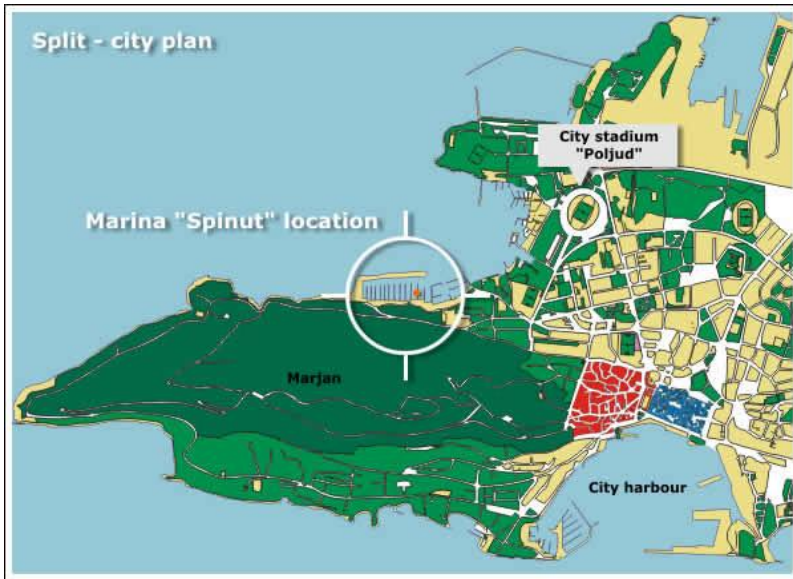 Split - city plan
City stadium
"Poljud"
Marina "Spinut" location
Marjan
City harbour